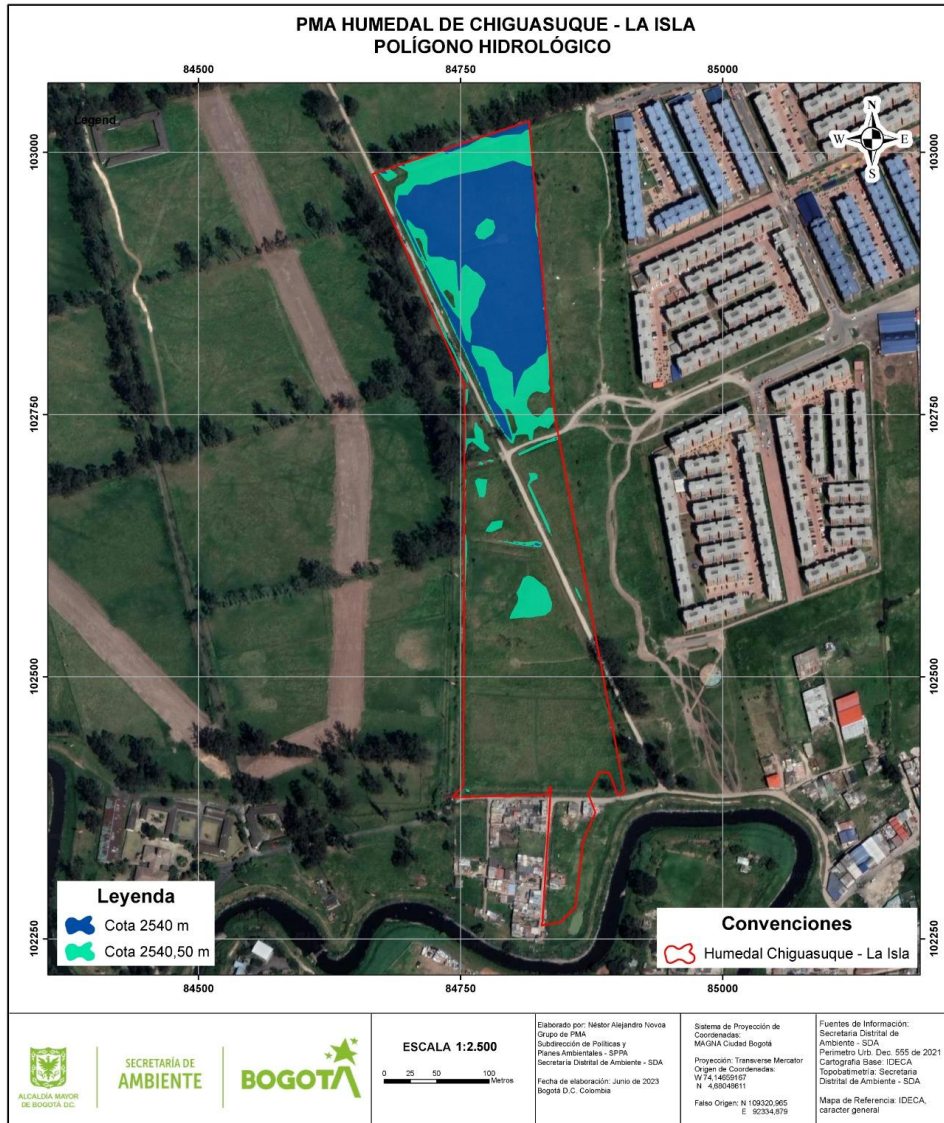 PMA HUMEDAL DE CHIGUASUQUE - LA ISLA
POLÍGONO HIDROLÓGICO
84500 84750 85000
Legend
N
W E
S
103000 103000
102750 102750
102500 102500
102250 102250
Leyenda
Cota 2540 m
Cota 2540,50 m
Convenciones
Humedal Chiguasuque - La Isla
84500 84750 85000
ALCALDÍA MAYOR
DE BOGOTÁ D.C.
SECRETARÍA DE
AMBIENTE
BOGOTÁ
ESCALA 1:2.500
0 25 50 100
Metros
Elaborado por: Néstor Alejandro Novoa
Grupo de PMA
Subdirección de Políticas y
Planes Ambientales - SPPA
Secretaria Distrital de Ambiente - SDA
Fecha de elaboración: Junio de 2023
Bogotá D.C. Colombia
Sistema de Proyección de
Coordenadas:
MAGNA Ciudad Bogotá
Proyección: Transverse Mercator
Origen de Coordenadas:
W 74,14659167
N 4,68048611
Falso Origen: N 109320,965
E 92334,879
Fuentes de Información:
Secretaria Distrital de
Ambiente - SDA
Perimetro Urb. Dec. 555 de 2021
Cartografía Base: IDECA
Topobatimetría: Secretaria
Distrital de Ambiente - SDA
Mapa de Referencia: IDECA,
caracter general